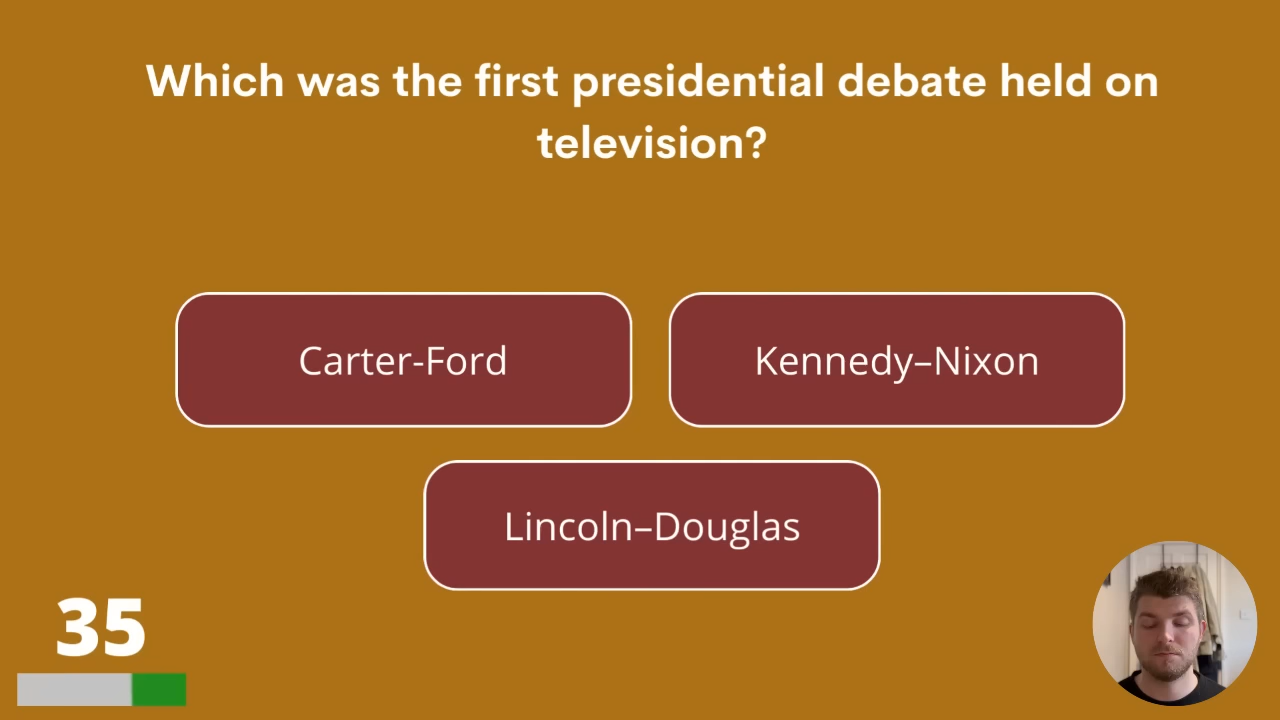 Which was the first presidential debate held on
television?
Carter-Ford
Kennedy–Nixon
Lincoln–Douglas
35